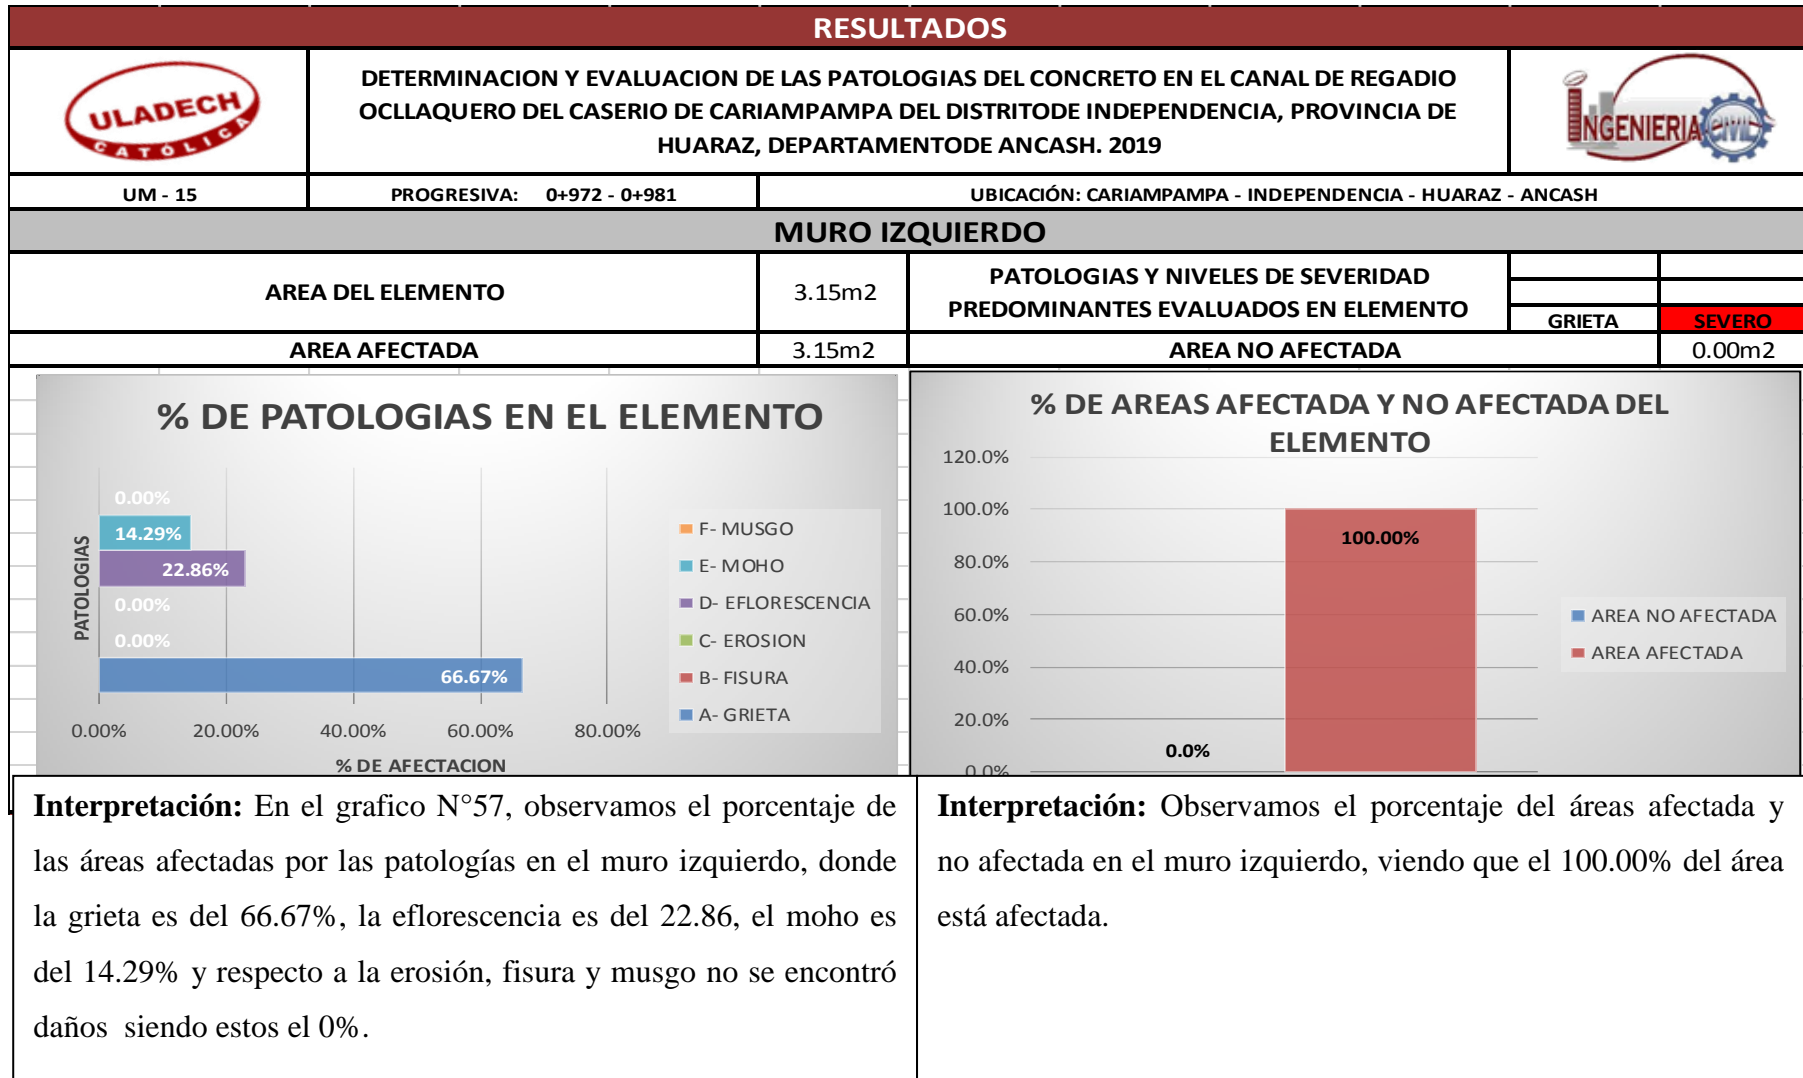 RESULTADOS
ULADECH
CATÓLICA
DETERMINACION Y EVALUACION DE LAS PATOLOGIAS DEL CONCRETO EN EL CANAL DE REGADIO
OCLLAQUERO DEL CASERIO DE CARIAMPAMPA DEL DISTRITODE INDEPENDENCIA, PROVINCIA DE
HUARAZ, DEPARTAMENTODE ANCASH. 2019
INGENIERIA CIVIL
UM - 15
PROGRESIVA: 0+972 - 0+981
UBICACIÓN: CARIAMPAMPA - INDEPENDENCIA - HUARAZ - ANCASH
MURO IZQUIERDO
AREA DEL ELEMENTO
3.15m2
PATOLOGIAS Y NIVELES DE SEVERIDAD
PREDOMINANTES EVALUADOS EN ELEMENTO
GRIETA
SEVERO
AREA AFECTADA
3.15m2
AREA NO AFECTADA
0.00m2
% DE PATOLOGIAS EN EL ELEMENTO
PATOLOGIAS
0.00%
14.29%
22.86%
0.00%
0.00%
66.67%
0.00%
20.00%
40.00%
60.00%
80.00%
% DE AFECTACION
F- MUSGO
E- MOHO
D- EFLORESCENCIA
C- EROSION
B- FISURA
A- GRIETA
% DE AREAS AFECTADA Y NO AFECTADA DEL
ELEMENTO
120.0%
100.0%
80.0%
60.0%
40.0%
20.0%
0.0%
100.00%
0.0%
AREA NO AFECTADA
AREA AFECTADA
Interpretación: En el grafico N°57, observamos el porcentaje de
las áreas afectadas por las patologías en el muro izquierdo, donde
la grieta es del 66.67%, la eflorescencia es del 22.86, el moho es
del 14.29% y respecto a la erosión, fisura y musgo no se encontró
daños siendo estos el 0%.
Interpretación: Observamos el porcentaje del áreas afectada y
no afectada en el muro izquierdo, viendo que el 100.00% del área
está afectada.